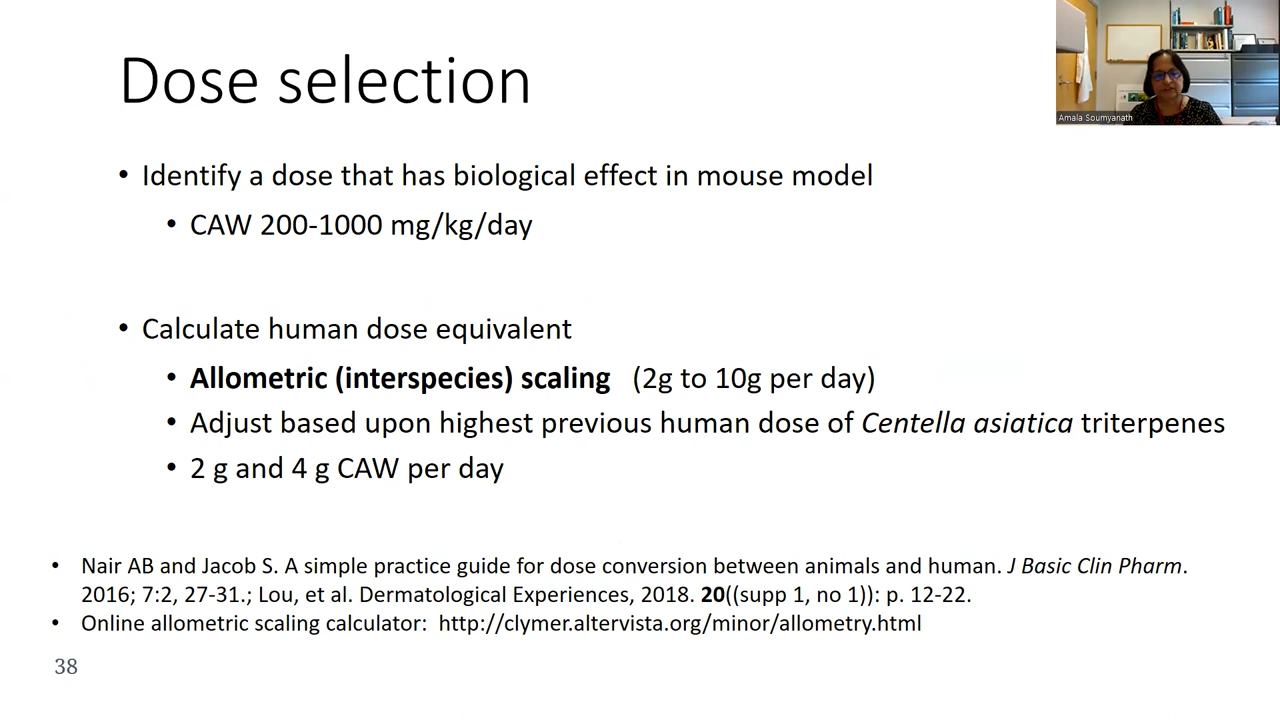 Dose selection
Amala Soumyanath
• Identify a dose that has biological effect in mouse model
• CAW 200-1000 mg/kg/day
• Calculate human dose equivalent
• Allometric (interspecies) scaling (2g to 10g per day)
• Adjust based upon highest previous human dose of Centella asiatica triterpenes
• 2 g and 4 g CAW per day
• Nair AB and Jacob S. A simple practice guide for dose conversion between animals and human. J Basic Clin Pharm.
2016; 7:2, 27-31.; Lou, et al. Dermatological Experiences, 2018. 20((supp 1, no 1)): p. 12-22.
• Online allometric scaling calculator: http://clymer.altervista.org/minor/allometry.html
38